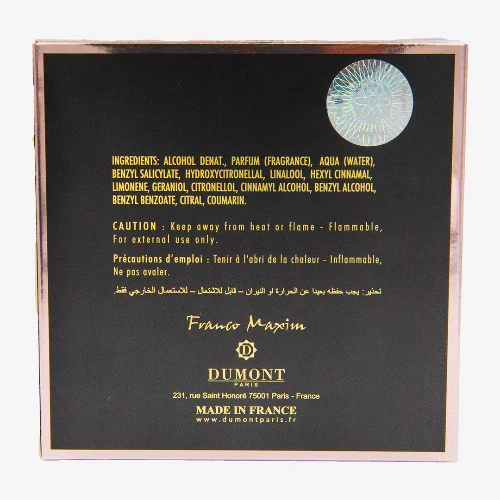 INGREDIENTS: ALCOHOL DENAT., PARFUM (FRAGRANCE), AQUA (WATER),
BENZYL SALICYLATE, HYDROXYCITRONELLAL, LINALOOL, HEXYL CINNAMAL,
LIMONENE, GERANIOL, CITRONELLOL, CINNAMYL ALCOHOL, BENZYL ALCOHOL,
BENZYL BENZOATE, CITRAL, COUMARIN.
CAUTION : Keep away from heat or flame - Flammable,
For external use only.
Précautions d'emploi : Tenir à l'abri de la chaleur - Inflammable,
Ne pas avaler.
تحذير: يجب حفظه بعيدا عن الحرارة او النيران – قابل للاشتعال – للاستعمال الخارجي فقط.
Franco Maxim
D
DUMONT
PARIS
231, rue Saint Honoré 75001 Paris - France
MADE IN FRANCE
www.dumontparis.fr